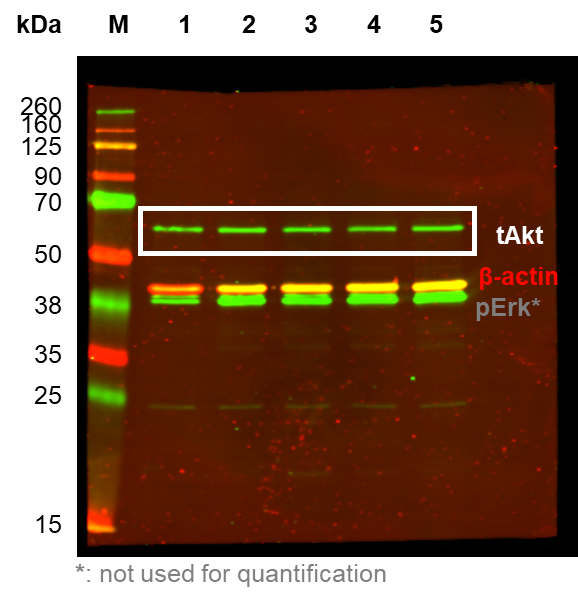 kDa M 1 2 3 4 5
260
160
125
90
70
tAkt
50
β-actin
38
pErk*
35
25
15
*: not used for quantification